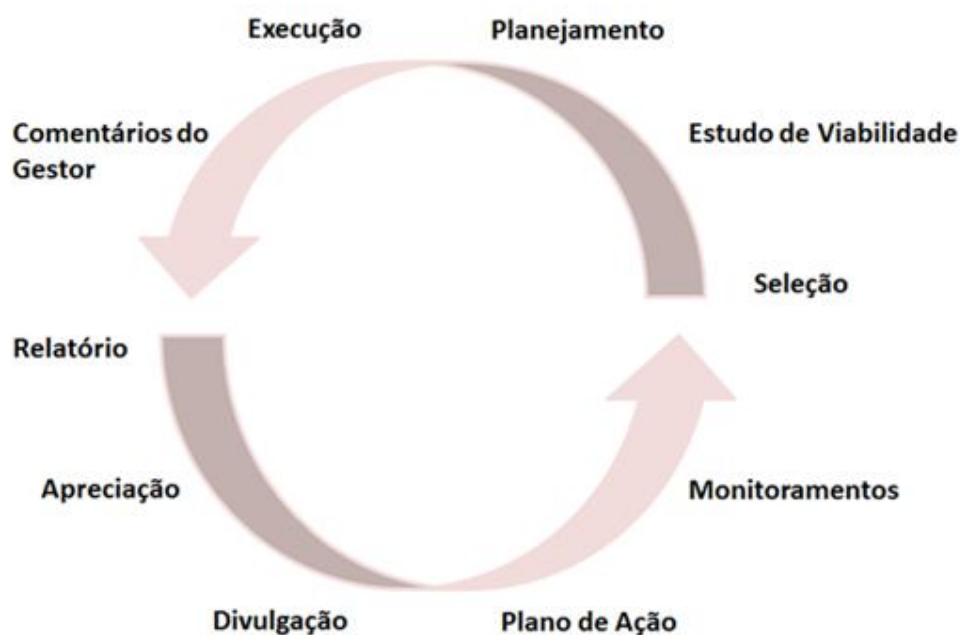 Execução
Planejamento
Comentários do
Gestor
Estudo de Viabilidade
Seleção
Relatório
Apreciação
Monitoramentos
Divulgação
Plano de Ação